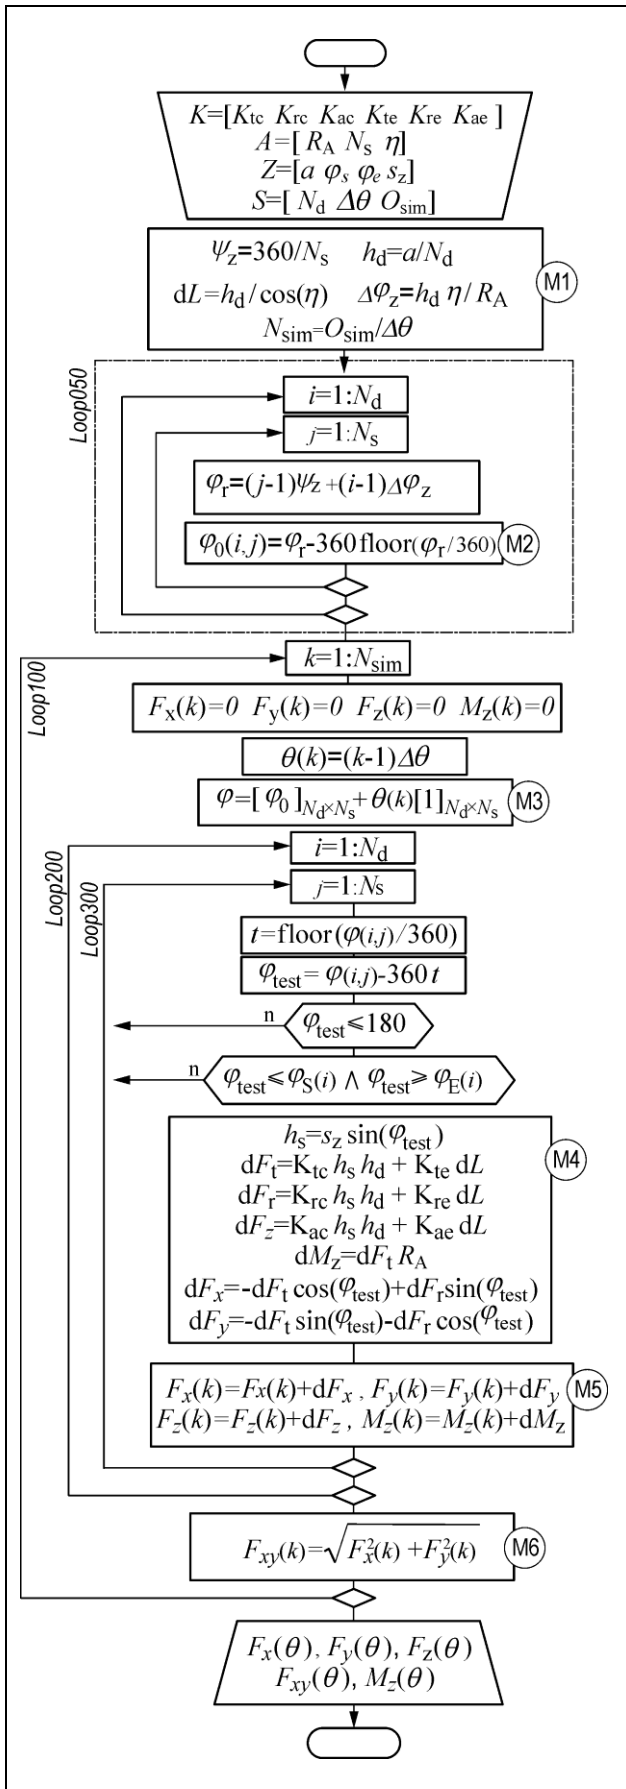 K=[Ktc Krc Kac Kte Kre Kae ]
A=[ RA Ns η]
Z=[a φs φe sz]
S=[ Nd Δθ Osim]
ψz=360/Ns hd=a/Nd
M1
dL=hd/cos(η) Δφz=hd η/RA
Nsim=Osim/Δθ
Loop050
i=1:Nd
j=1:Ns
φr=(j-1)ψz+(i-1)Δφz
φ0(i,j)=φr-360floor(φr/360)
M2
Loop100
k=1:Nsim
Fx(k)=0 Fy(k)=0 Fz(k)=0 Mz(k)=0
θ(k)=(k-1)Δθ
φ=[φ0]Nd×Ns+θ(k)[1]Nd×Ns
M3
Loop200
i=1:Nd
Loop300
j=1:Ns
t=floor(φ(i,j)/360)
φtest=φ(i,j)-360t
n
φtest≤180
n
φtest≤φS(i) ∧ φtest≥φE(i)
hs=sz sin(φtest)
M4
dFt=Ktc hs hd + Kte dL
dFr=Krc hs hd + Kre dL
dFz=Kac hs hd + Kae dL
dMz=dFt RA
dFx=-dFt cos(φtest)+dFrsin(φtest)
dFy=-dFt sin(φtest)-dFr cos(φtest)
Fx(k)=Fx(k)+dFx , Fy(k)=Fy(k)+dFy
M5
Fz(k)=Fz(k)+dFz , Mz(k)=Mz(k)+dMz
Fxy(k)=√Fx²(k) +Fy²(k)
M6
Fx(θ), Fy(θ), Fz(θ)
Fxy(θ), Mz(θ)